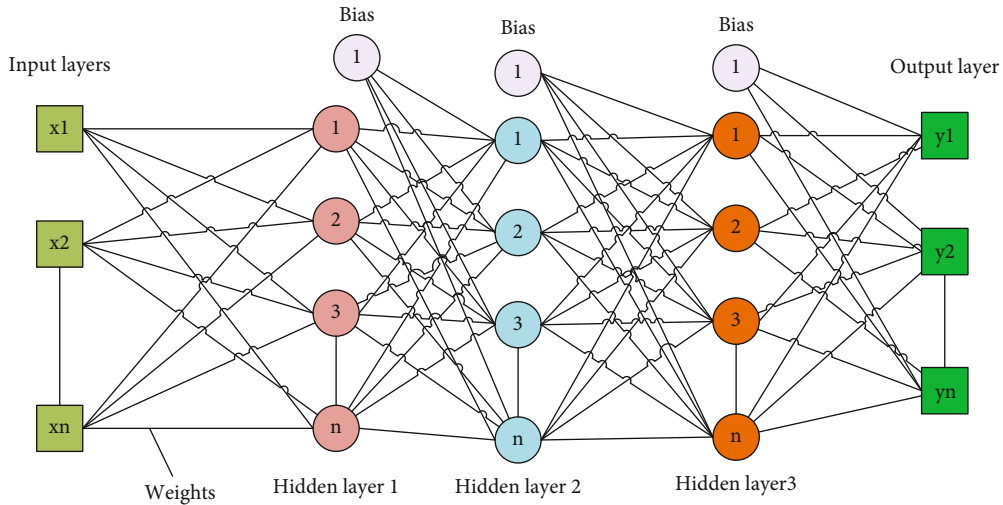 Bias
Bias
Bias
Input layers
Output layer
1
1
1
x1
1
1
1
y1
x2
2
2
2
y2
3
3
3
xn
n
n
n
yn
Weights
Hidden layer 1
Hidden layer 2
Hidden layer3